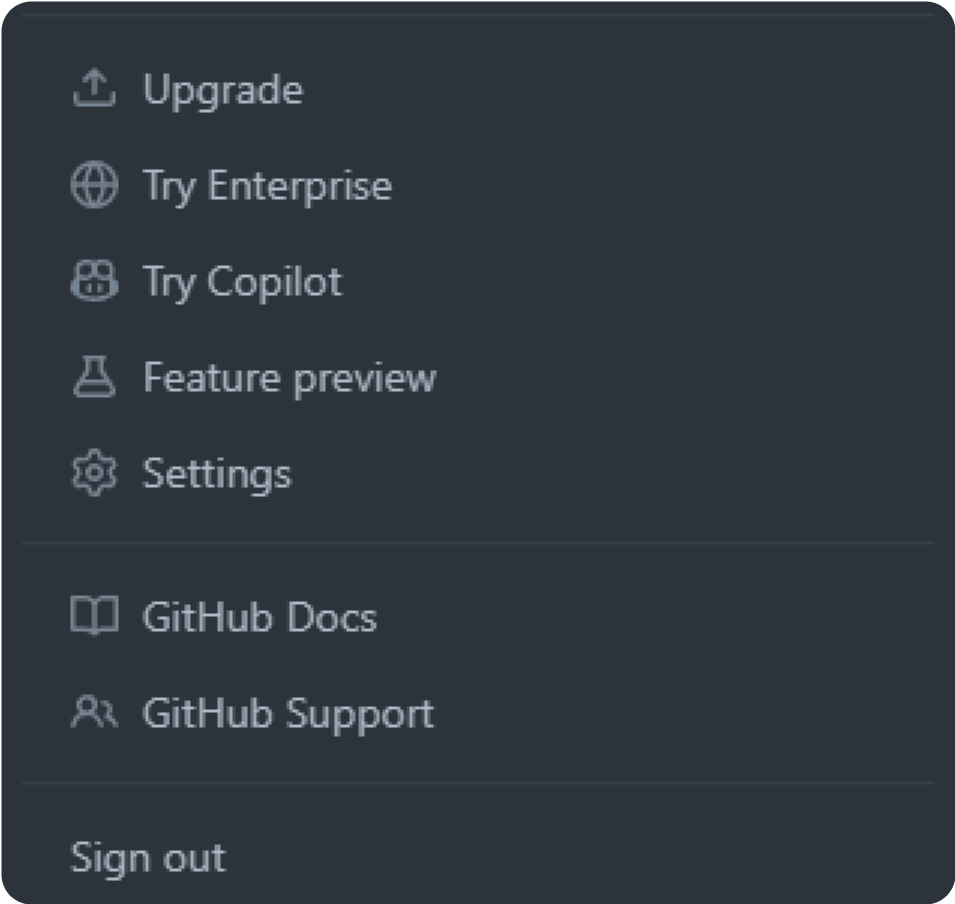 Upgrade
Try Enterprise
Try Copilot
Feature preview
Settings
GitHub Docs
GitHub Support
Sign out